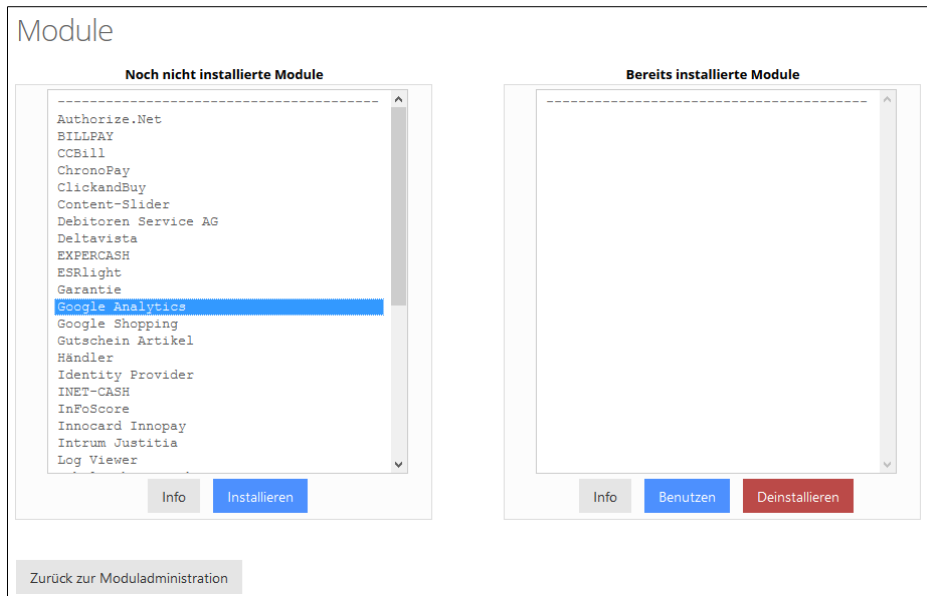 Module
Noch nicht installierte Module
----------------------------------------
Authorize.Net
BILLPAY
CCBill
ChronoPay
ClickandBuy
Content-Slider
Debitoren Service AG
Deltavista
EXPERCASH
ESRlight
Garantie
Google Analytics
Google Shopping
Gutschein Artikel
Händler
Identity Provider
INET-CASH
InFoScore
Innocard Innopay
Intrum Justitia
Log Viewer
Info Installieren
Bereits installierte Module
----------------------------------------
Info Benutzen Deinstallieren
Zurück zur Moduladministration